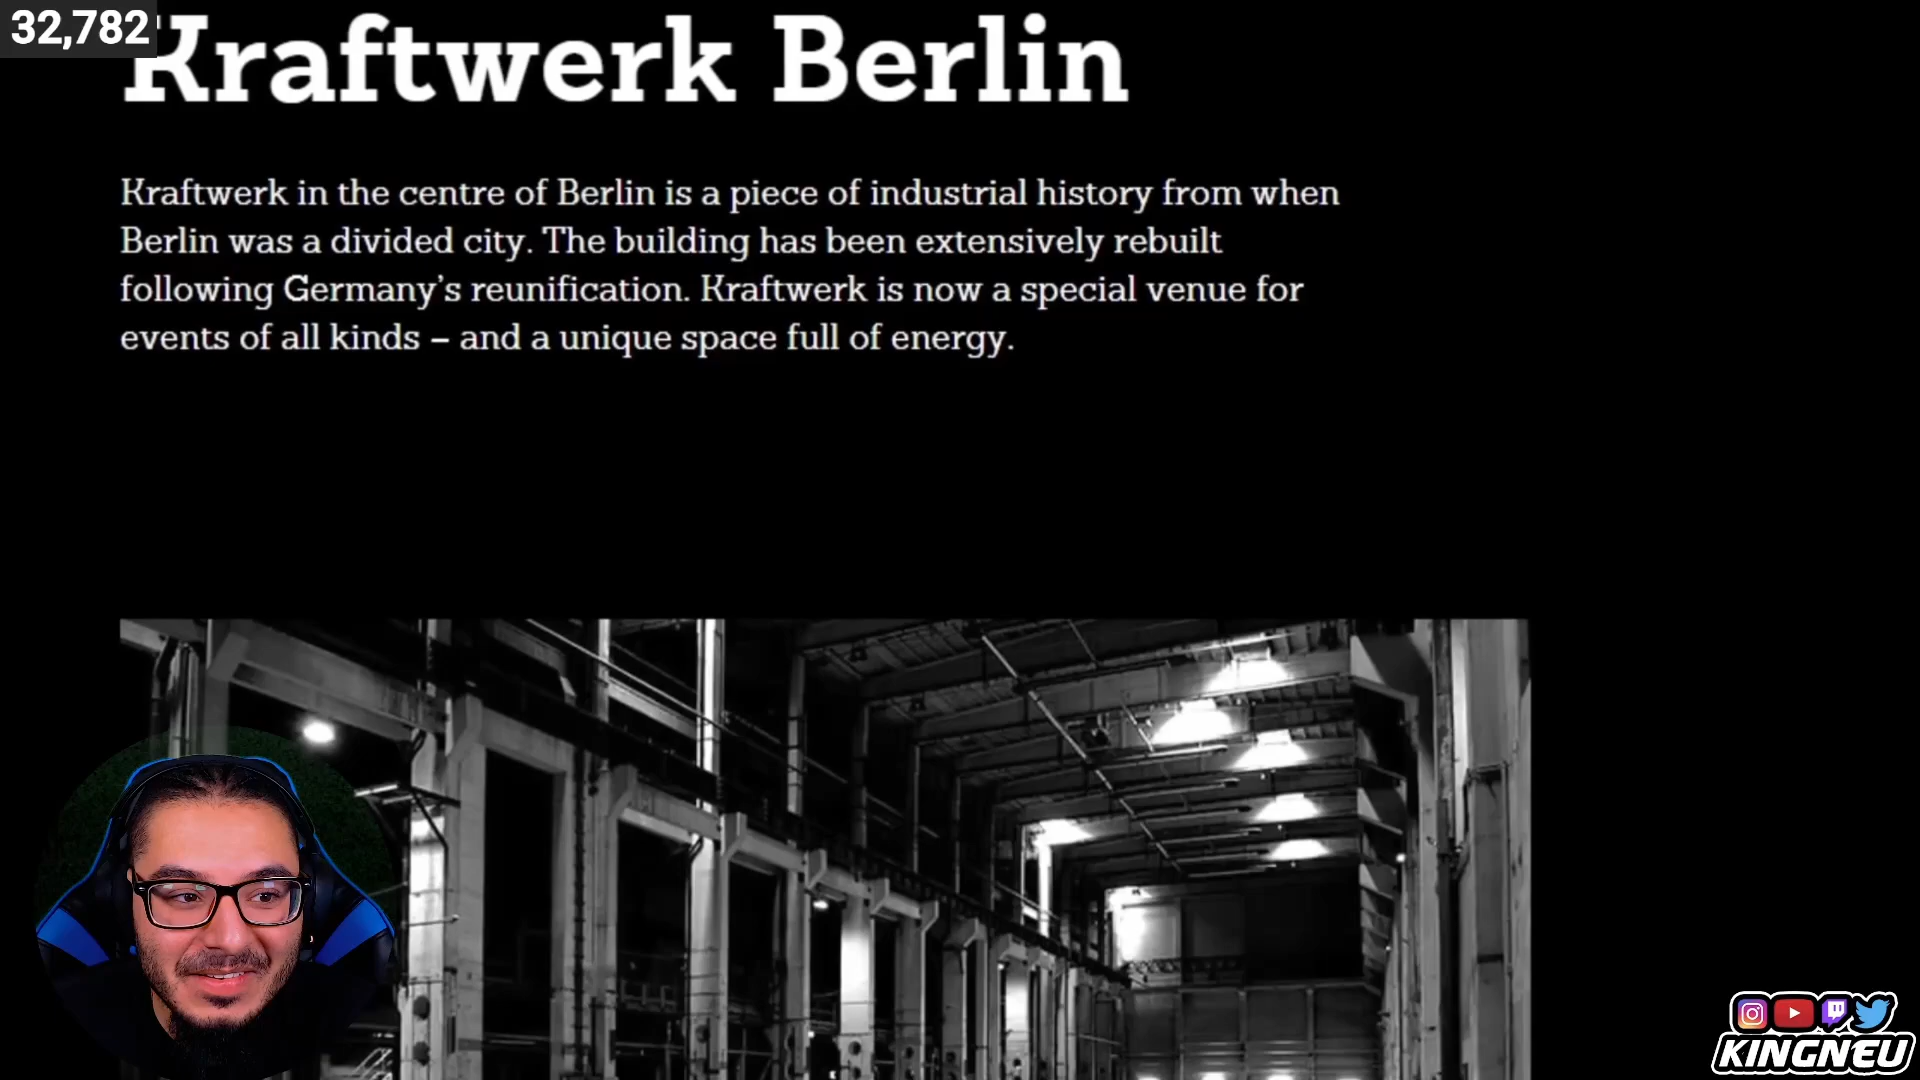 32,782
Kraftwerk Berlin
Kraftwerk in the centre of Berlin is a piece of industrial history from when
Berlin was a divided city. The building has been extensively rebuilt
following Germany’s reunification. Kraftwerk is now a special venue for
events of all kinds – and a unique space full of energy.
KINGNEU